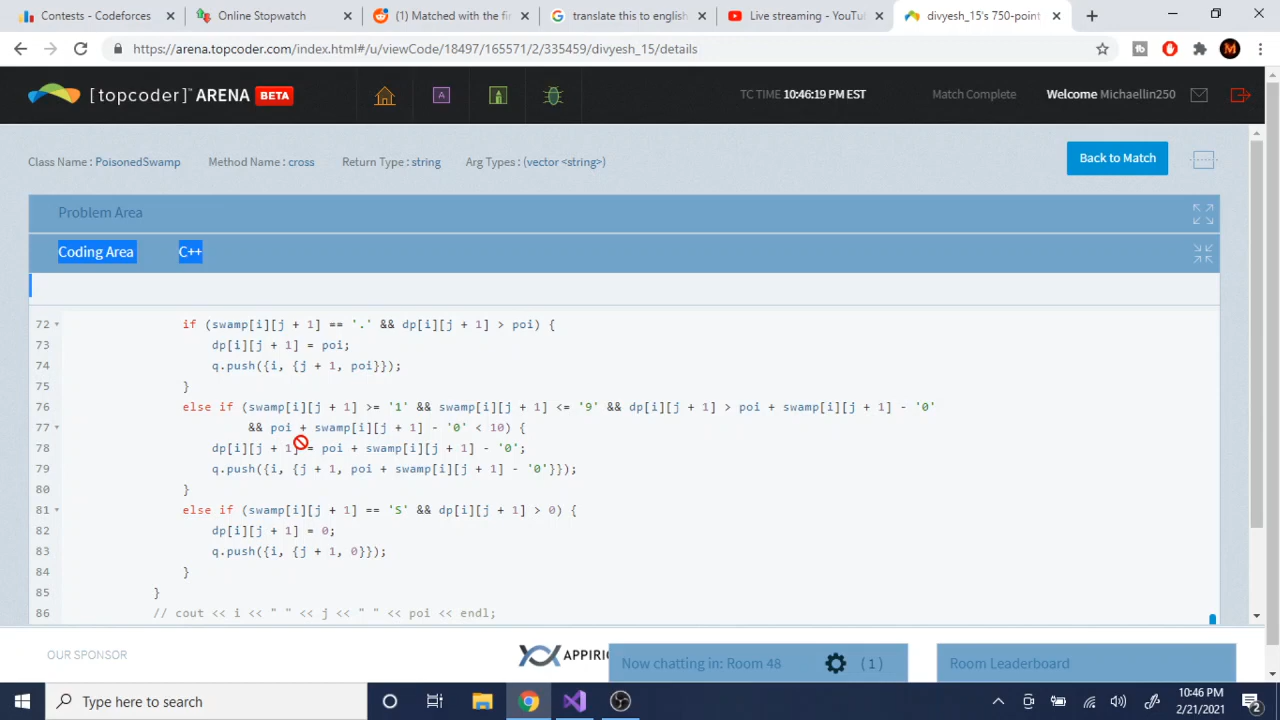 Contests - Codeforces
Online Stopwatch
(1) Matched with the fir
translate this to english
Live streaming - YouTu
divyesh_15's 750-point
https://arena.topcoder.com/index.html#/u/viewCode/18497/165571/2/335459/divyesh_15/details
[topcoder]™ ARENA BETA
TC TIME 10:46:19 PM EST
Match Complete
Welcome Michaellin250
Class Name : PoisonedSwamp Method Name : cross Return Type : string Arg Types : (vector <string>)
Back to Match
Problem Area
Coding Area C++
72 if (swamp[i][j + 1] == '.' && dp[i][j + 1] > poi) {
73 dp[i][j + 1] = poi;
74 q.push({i, {j + 1, poi}});
75 }
76 else if (swamp[i][j + 1] >= '1' && swamp[i][j + 1] <= '9' && dp[i][j + 1] > poi + swamp[i][j + 1] - '0'
77 && poi + swamp[i][j + 1] - '0' < 10) {
78 dp[i][j + 1] = poi + swamp[i][j + 1] - '0';
79 q.push({i, {j + 1, poi + swamp[i][j + 1] - '0'}});
80 }
81 else if (swamp[i][j + 1] == 'S' && dp[i][j + 1] > 0) {
82 dp[i][j + 1] = 0;
83 q.push({i, {j + 1, 0}});
84 }
85 }
86 // cout << i << " " << j << " " << poi << endl;
OUR SPONSOR
APPIRI
Now chatting in: Room 48 (1)
Room Leaderboard
Type here to search
10:46 PM
2/21/2021
2